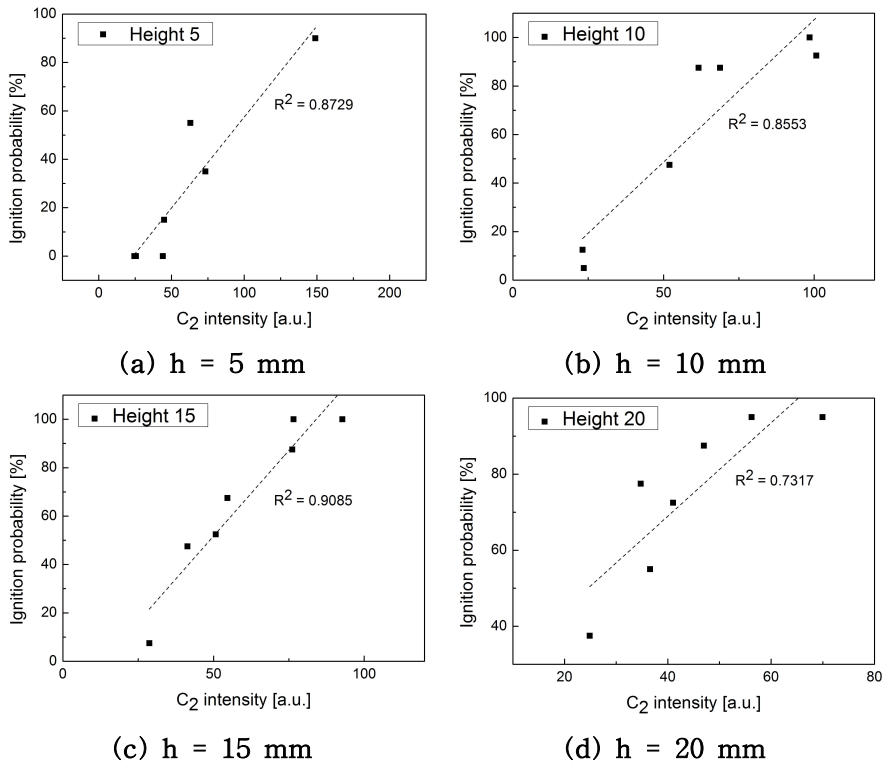 Height 5
R2 = 0.8729
Ignition probability [%]
100
80
60
40
20
0
0 50 100 150 200
C2 intensity [a.u.]
(a) h = 5 mm
Height 10
R2 = 0.8553
Ignition probability [%]
100
80
60
40
20
0
0 50 100
C2 intensity [a.u.]
(b) h = 10 mm
Height 15
R2 = 0.9085
Ignition probability [%]
100
80
60
40
20
0
0 50 100
C2 intensity [a.u.]
(c) h = 15 mm
Height 20
R2 = 0.7317
Ignition probability [%]
100
80
60
40
20 40 60 80
C2 intensity [a.u.]
(d) h = 20 mm